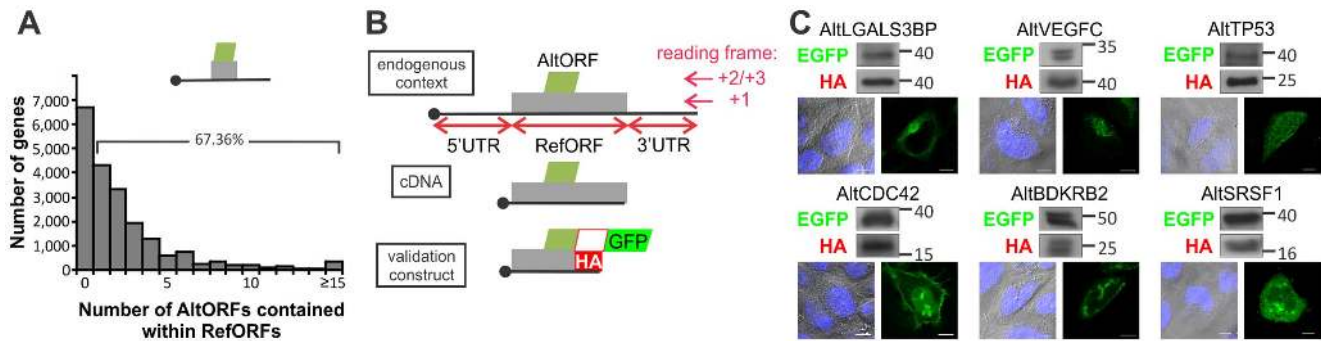 A
7,000
6,000
5,000
4,000
3,000
2,000
1,000
0
Number of genes
67.36%
0
5
10
≥15
Number of AltORFs contained
within RefORFs
B
endogenous
context
AltORF
reading frame:
+2/+3
+1
5'UTR
RefORF
3'UTR
cDNA
validation
construct
GFP
HA
C
AltLGALS3BP
EGFP
40
HA
40
AltVEGFC
35
40
AltTP53
EGFP
40
HA
25
AltCDC42
EGFP
40
HA
15
AltBDKRB2
EGFP
50
HA
25
AltSRSF1
EGFP
40
HA
16